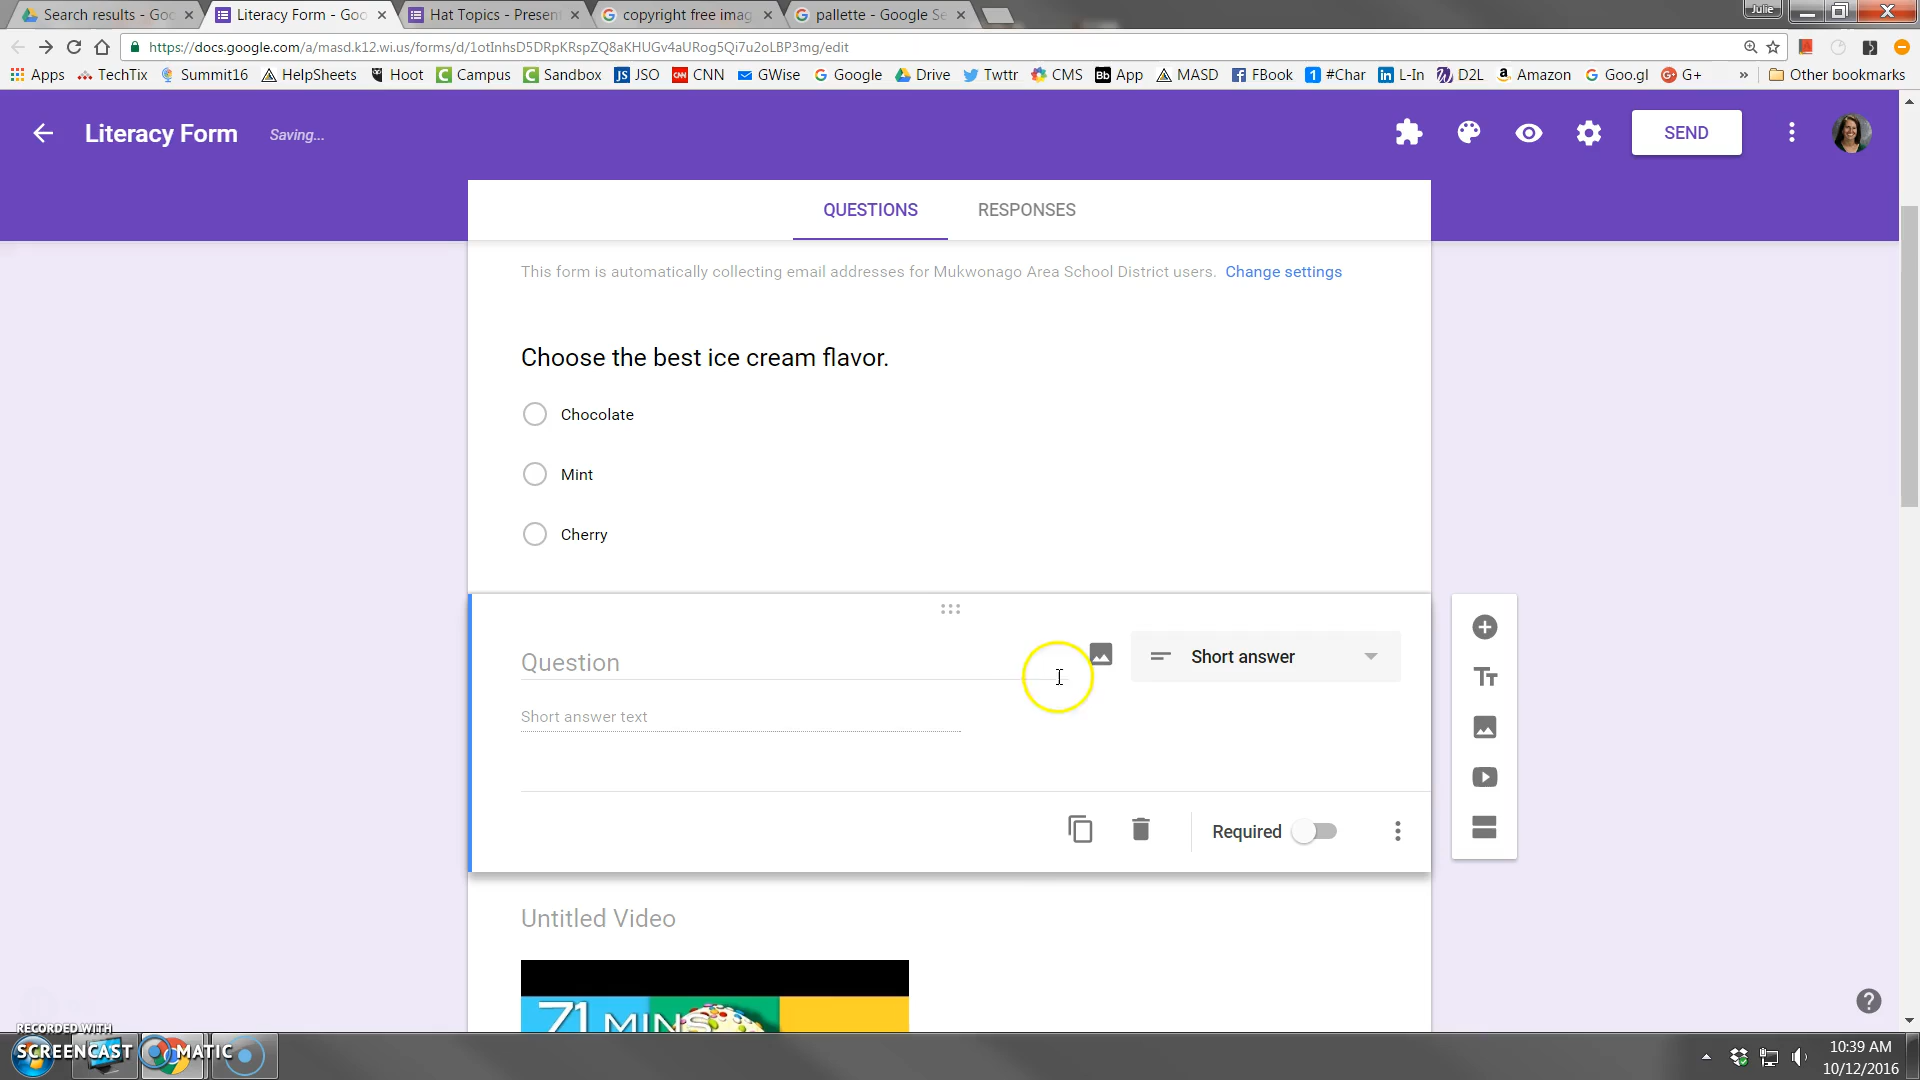 Search results - Goo
Literacy Form - Goo
Hat Topics - Present
copyright free imag
pallette - Google Se
Julie
https://docs.google.com/a/masd.k12.wi.us/forms/d/1otInhsD5DRpKRspZQ8aKHUGv4aURog5Qi7u2oLBP3mg/edit
Apps TechTix Summit16 HelpSheets Hoot Campus Sandbox JSO CNN GWise Google Drive Twttr CMS App MASD FBook #Char L-In D2L Amazon Goo.gl G+ » Other bookmarks
Literacy Form Saving...
SEND
QUESTIONS RESPONSES
This form is automatically collecting email addresses for Mukwonago Area School District users. Change settings
Choose the best ice cream flavor.
Chocolate
Mint
Cherry
Question
Short answer
Short answer text
Required
Untitled Video
71 MINS
RECORDED WITH
SCREENCAST MATIC
10:39 AM
10/12/2016